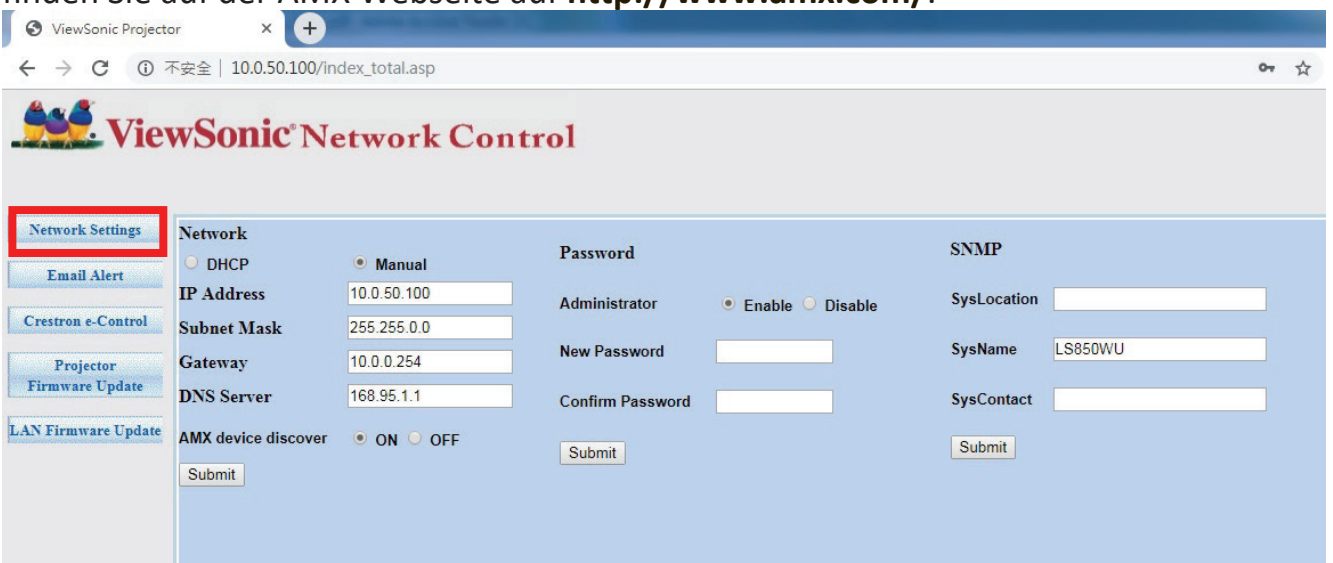 finden Sie auf der AMX-Webseite auf http://www.amx.com/.
ViewSonic Projector
不安全 | 10.0.50.100/index_total.asp
ViewSonic® Network Control
Network Settings
Email Alert
Crestron e-Control
Projector
Firmware Update
LAN Firmware Update
Network
DHCP Manual
IP Address 10.0.50.100
Subnet Mask 255.255.0.0
Gateway 10.0.0.254
DNS Server 168.95.1.1
AMX device discover ON OFF
Submit
Password
Administrator Enable Disable
New Password
Confirm Password
Submit
SNMP
SysLocation
SysName LS850WU
SysContact
Submit